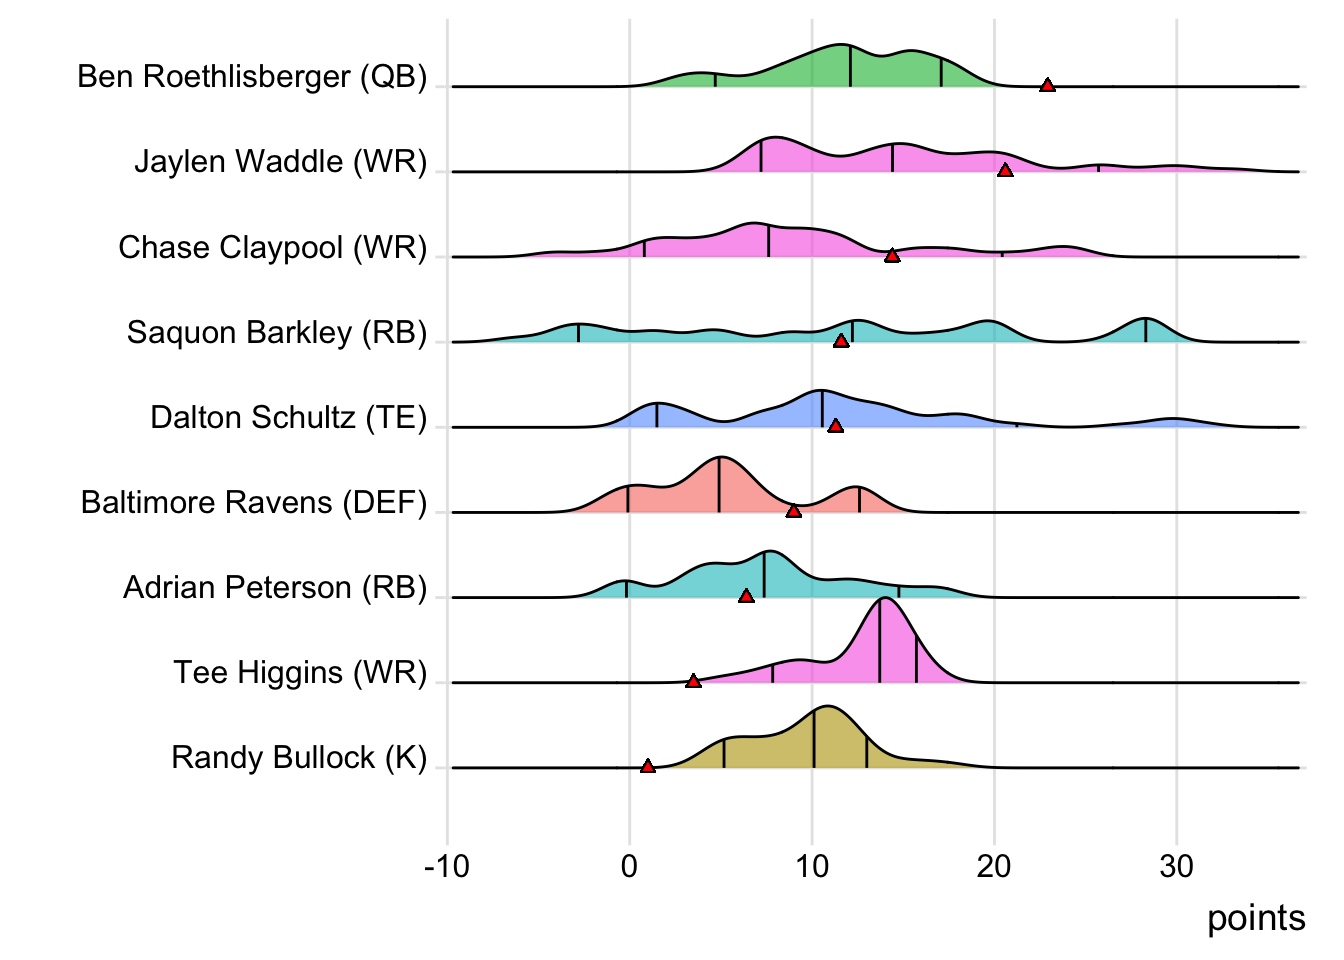 Ben Roethlisberger (QB)
Jaylen Waddle (WR)
Chase Claypool (WR)
Saquon Barkley (RB)
Dalton Schultz (TE)
Baltimore Ravens (DEF)
Adrian Peterson (RB)
Tee Higgins (WR)
Randy Bullock (K)
-10 0 10 20 30
points